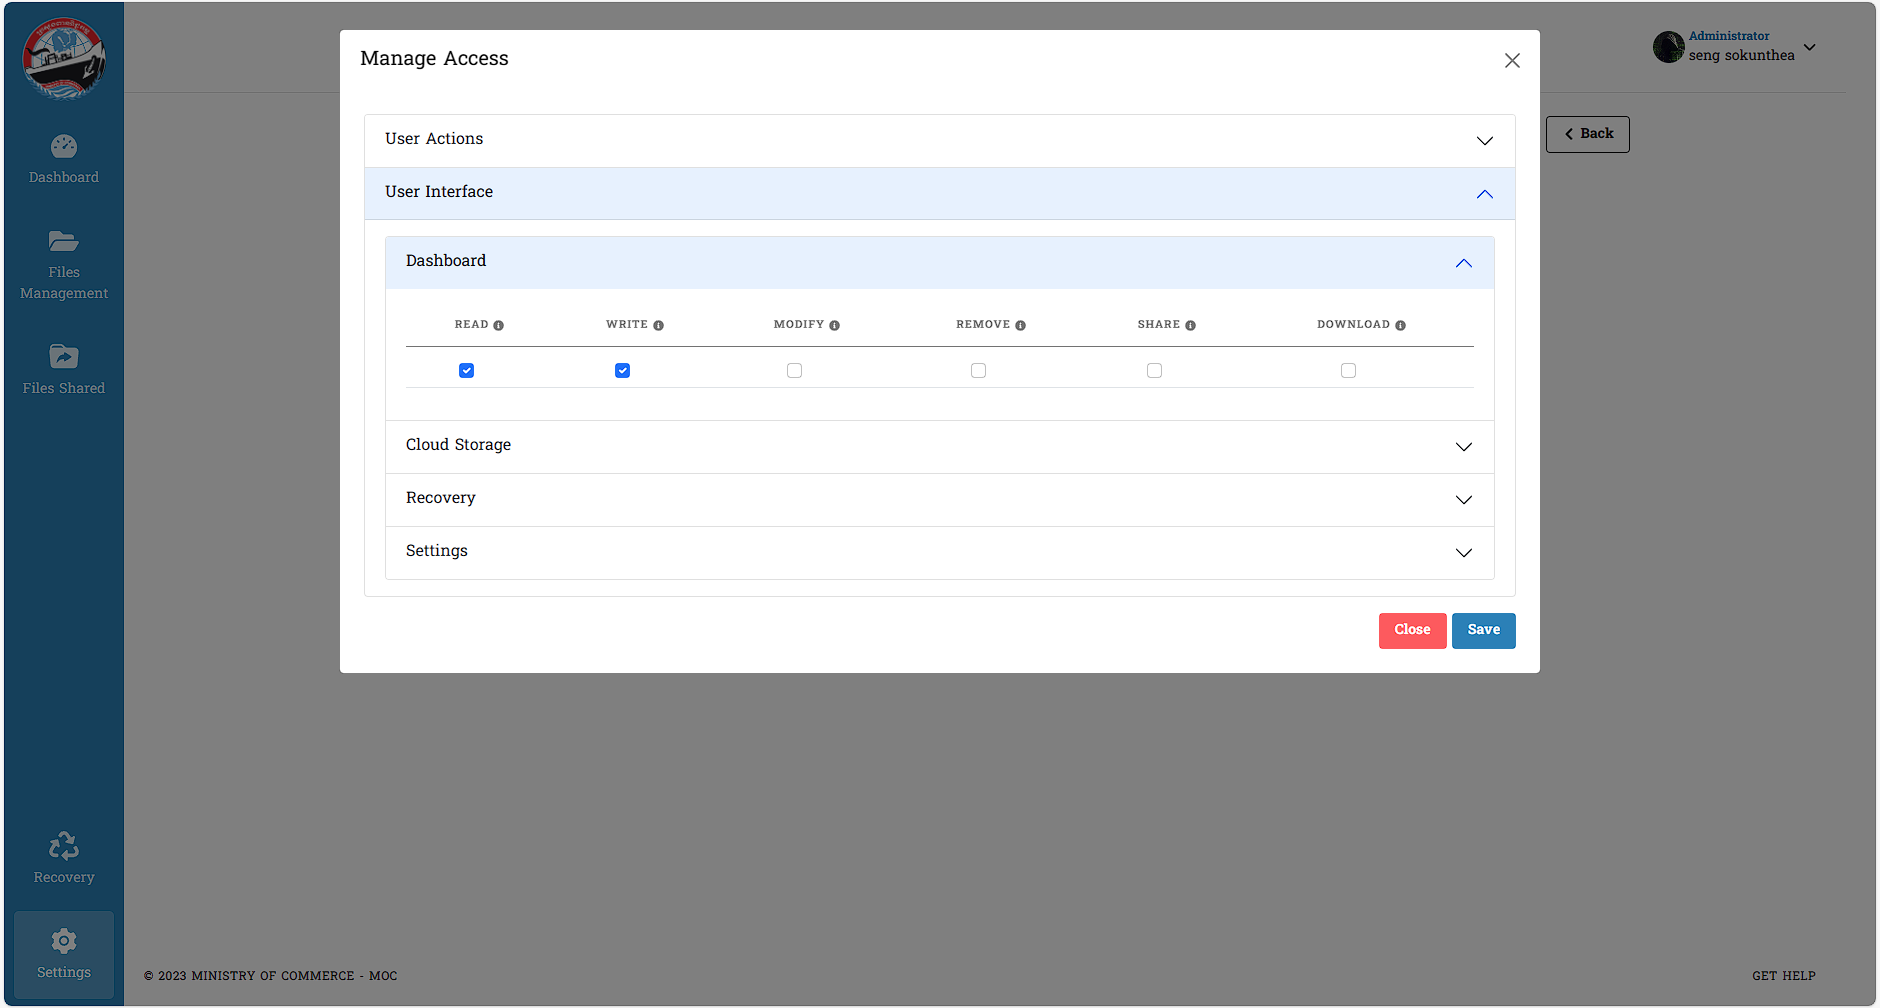 Administrator
seng sokunthea
Manage Access
Back
User Actions
User Interface
Dashboard
READ WRITE MODIFY REMOVE SHARE DOWNLOAD
Cloud Storage
Recovery
Settings
Close Save
Dashboard
Files
Management
Files Shared
Recovery
Settings
© 2023 MINISTRY OF COMMERCE - MOC
GET HELP